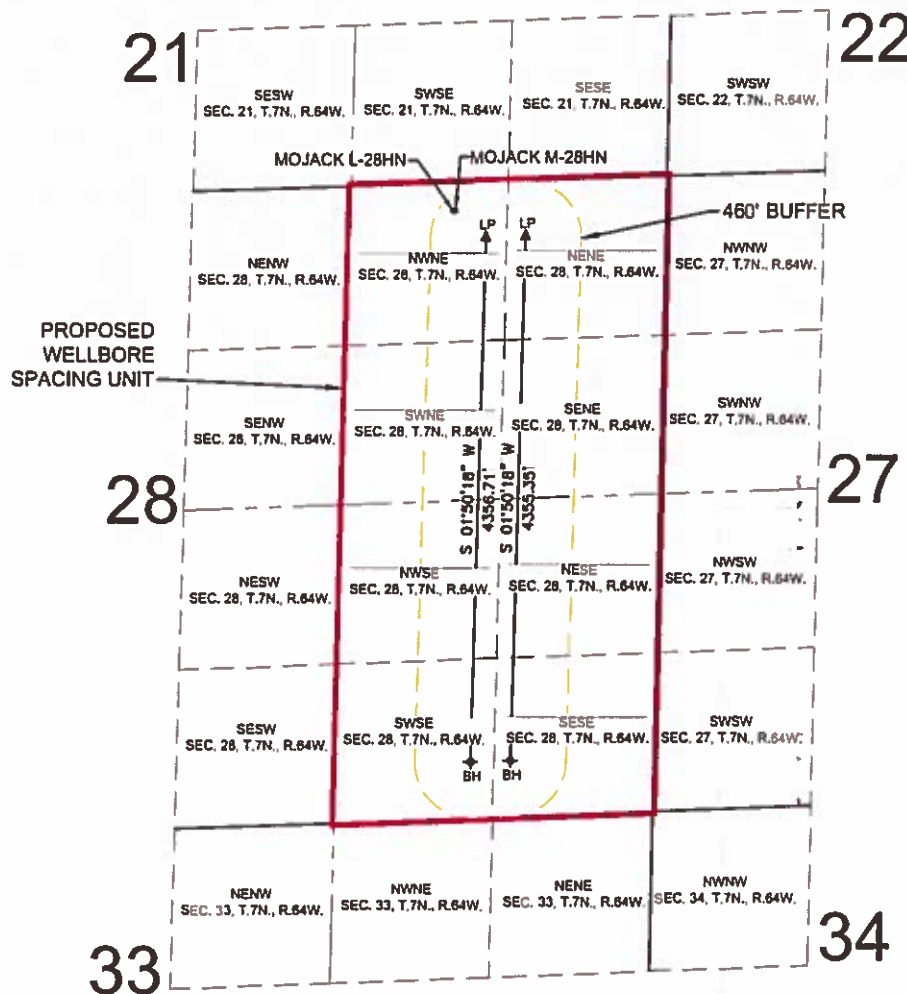 21
22
SESW
SEC. 21, T.7N., R.64W.
SWSE
SEC. 21, T.7N., R.64W.
SESE
SEC. 21, T.7N., R.64W.
SWSW
SEC. 22, T.7N., R.64W.
MOJACK L-28HN
MOJACK M-28HN
460' BUFFER
LP
LP
NENW
SEC. 28, T.7N., R.64W.
NWNE
SEC. 28, T.7N., R.64W.
NENE
SEC. 28, T.7N., R.64W.
NWNW
SEC. 27, T.7N., R.64W.
PROPOSED
WELLBORE
SPACING UNIT
SENW
SEC. 28, T.7N., R.64W.
SWNE
SEC. 28, T.7N., R.64W.
SENE
SEC. 28, T.7N., R.64W.
SWNW
SEC. 27, T.7N., R.64W.
28
27
S 01°50'18" W
4356.71'
S 01°50'18" W
4355.35'
NESW
SEC. 28, T.7N., R.64W.
NWSE
SEC. 28, T.7N., R.64W.
NESE
SEC. 28, T.7N., R.64W.
NWSW
SEC. 27, T.7N., R.64W.
SESW
SEC. 28, T.7N., R.64W.
SWSE
SEC. 28, T.7N., R.64W.
SESE
SEC. 28, T.7N., R.64W.
SWSW
SEC. 27, T.7N., R.64W.
BH
BH
NENW
SEC. 33, T.7N., R.64W.
NWNE
SEC. 33, T.7N., R.64W.
NENE
SEC. 33, T.7N., R.64W.
NWNW
SEC. 34, T.7N., R.64W.
33
34